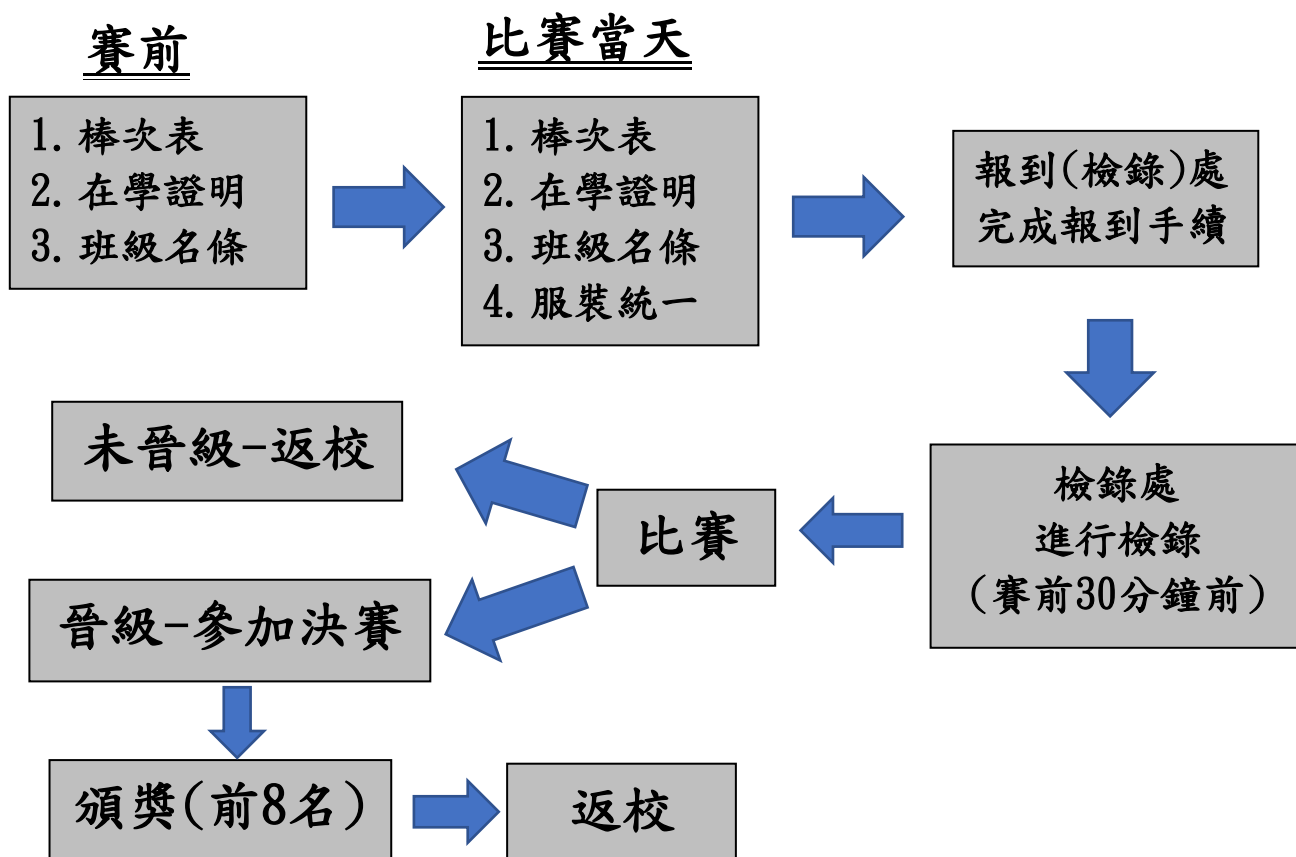 賽前
1. 棒次表
2. 在學證明
3. 班級名條
比賽當天
1. 棒次表
2. 在學證明
3. 班級名條
4. 服裝統一
報到(檢錄)處
完成報到手續
檢錄處
進行檢錄
(賽前30分鐘前)
比賽
未晉級-返校
晉級-參加決賽
頒獎(前8名)
返校